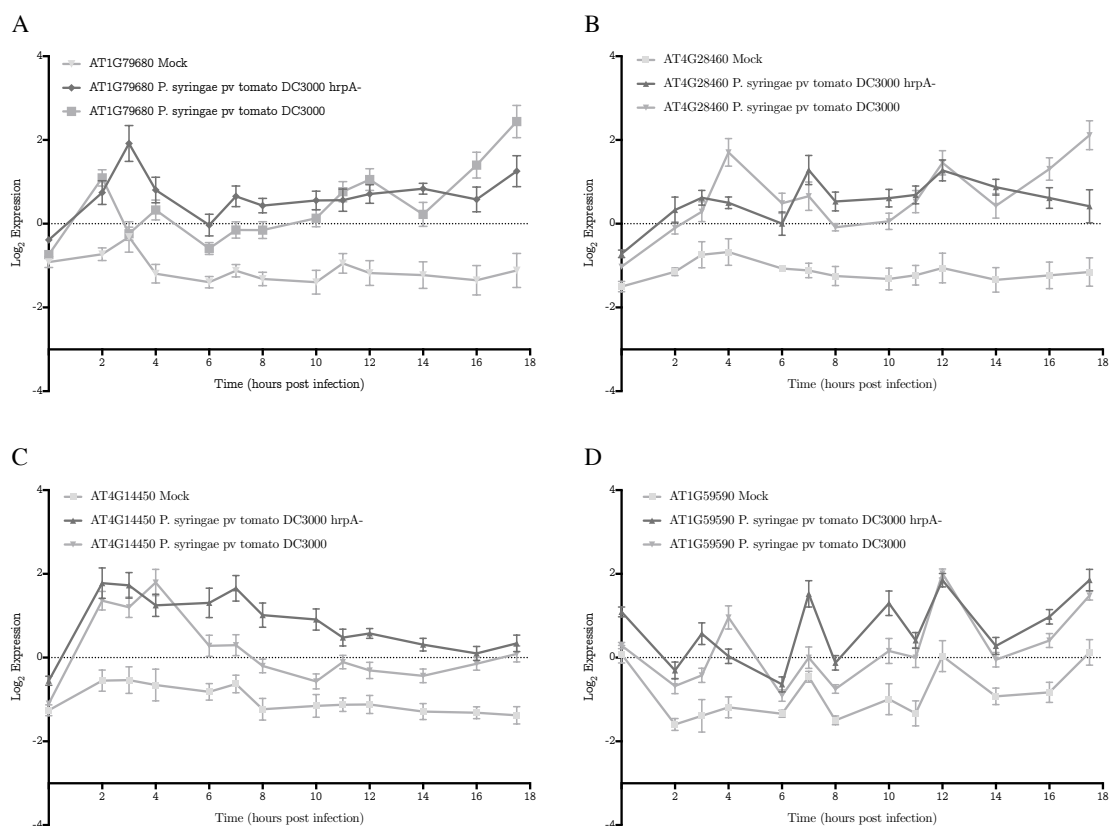 A
AT1G79680 Mock
AT1G79680 P. syringae pv tomato DC3000 hrpA-
AT1G79680 P. syringae pv tomato DC3000
Log2 Expression
4
2
0
-2
-4
2 4 6 8 10 12 14 16 18
Time (hours post infection)
B
AT4G28460 Mock
AT4G28460 P. syringae pv tomato DC3000 hrpA-
AT4G28460 P. syringae pv tomato DC3000
Log2 Expression
4
2
0
-2
-4
2 4 6 8 10 12 14 16 18
Time (hours post infection)
C
AT4G14450 Mock
AT4G14450 P. syringae pv tomato DC3000 hrpA-
AT4G14450 P. syringae pv tomato DC3000
Log2 Expression
4
2
0
-2
-4
2 4 6 8 10 12 14 16 18
Time (hours post infection)
D
AT1G59590 Mock
AT1G59590 P. syringae pv tomato DC3000 hrpA-
AT1G59590 P. syringae pv tomato DC3000
Log2 Expression
4
2
0
-2
-4
2 4 6 8 10 12 14 16 18
Time (hours post infection)